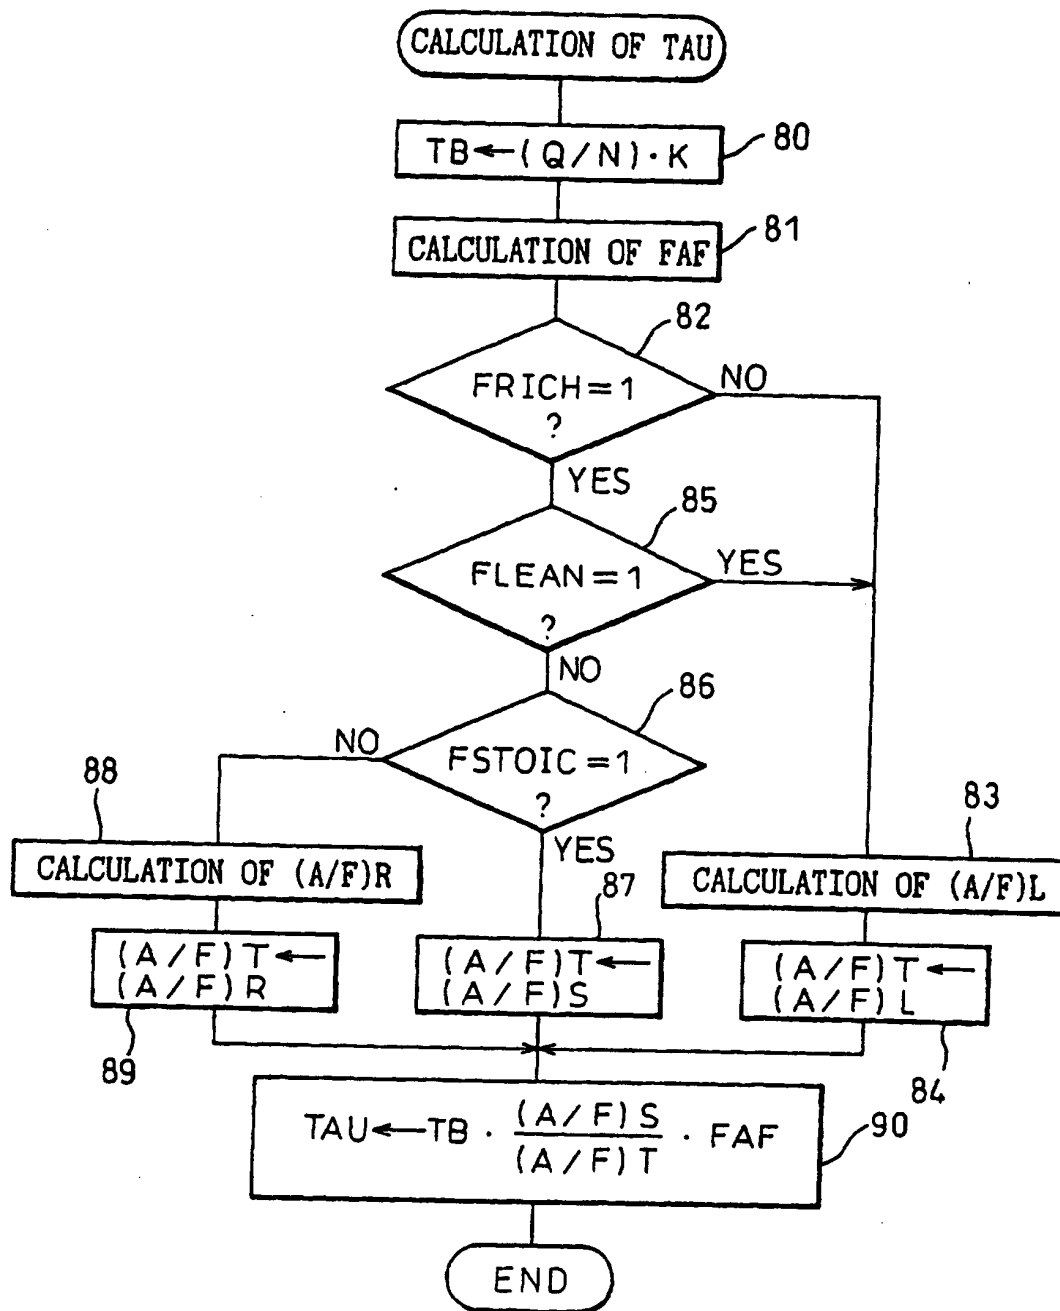 CALCULATION OF TAU
TB←(Q/N)·K
80
CALCULATION OF FAF
81
82
FRICH=1
?
NO
YES
85
FLEAN=1
?
YES
NO
86
FSTOIC=1
?
NO
YES
88
CALCULATION OF (A/F)R
83
CALCULATION OF (A/F)L
87
(A/F)T←
(A/F)R
89
(A/F)T←
(A/F)S
(A/F)T←
(A/F)L
84
TAU←TB · (A/F)S / (A/F)T · FAF
90
END